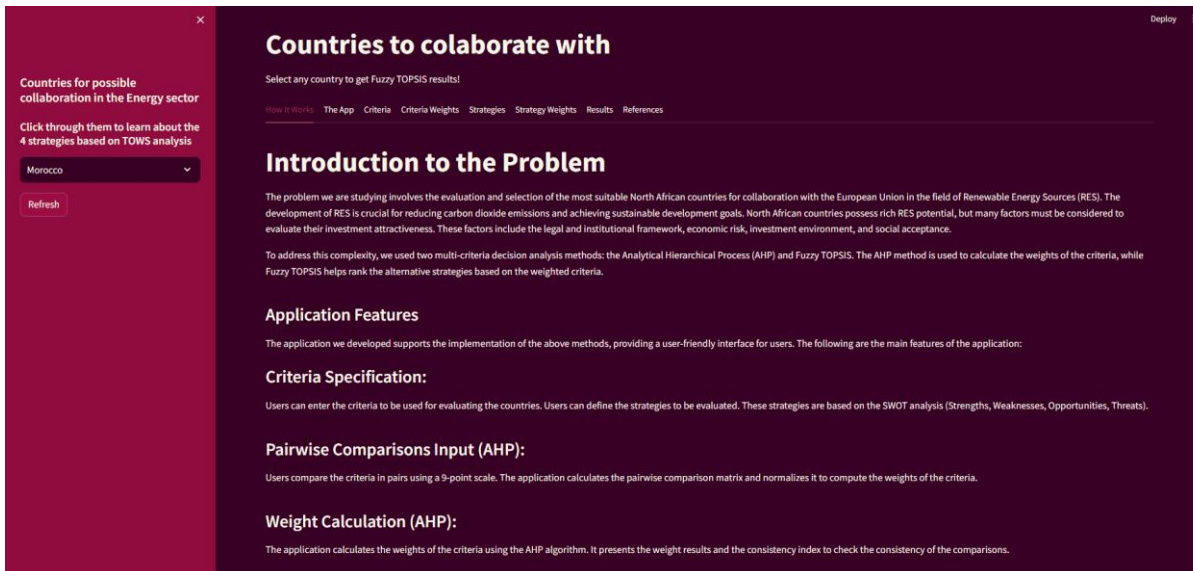 ×
Countries for possible
collaboration in the Energy sector
Click through them to learn about the
4 strategies based on TOWS analysis
Morocco
Refresh
Deploy
Countries to colaborate with
Select any country to get Fuzzy TOPSIS results!
How It Works The App Criteria Criteria Weights Strategies Strategy Weights Results References
Introduction to the Problem
The problem we are studying involves the evaluation and selection of the most suitable North African countries for collaboration with the European Union in the field of Renewable Energy Sources (RES). The
development of RES is crucial for reducing carbon dioxide emissions and achieving sustainable development goals. North African countries possess rich RES potential, but many factors must be considered to
evaluate their investment attractiveness. These factors include the legal and institutional framework, economic risk, investment environment, and social acceptance.
To address this complexity, we used two multi-criteria decision analysis methods: the Analytical Hierarchical Process (AHP) and Fuzzy TOPSIS. The AHP method is used to calculate the weights of the criteria, while
Fuzzy TOPSIS helps rank the alternative strategies based on the weighted criteria.
Application Features
The application we developed supports the implementation of the above methods, providing a user-friendly interface for users. The following are the main features of the application:
Criteria Specification:
Users can enter the criteria to be used for evaluating the countries. Users can define the strategies to be evaluated. These strategies are based on the SWOT analysis (Strengths, Weaknesses, Opportunities, Threats).
Pairwise Comparisons Input (AHP):
Users compare the criteria in pairs using a 9-point scale. The application calculates the pairwise comparison matrix and normalizes it to compute the weights of the criteria.
Weight Calculation (AHP):
The application calculates the weights of the criteria using the AHP algorithm. It presents the weight results and the consistency index to check the consistency of the comparisons.